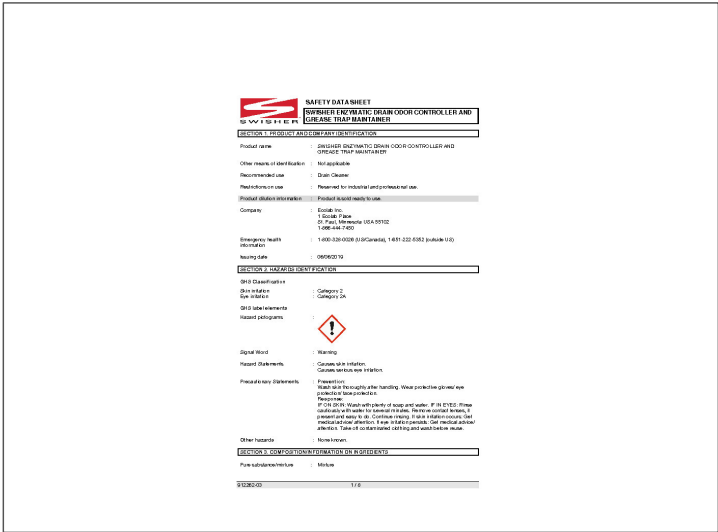 SWISHER
SAFETY DATA SHEET
SWISHER ENZYMATIC DRAIN ODOR CONTROLLER AND
GREASE TRAP MAINTAINER
SECTION 1. PRODUCT AND COMPANY IDENTIFICATION
Product name : SWISHER ENZYMATIC DRAIN ODOR CONTROLLER AND
GREASE TRAP MAINTAINER
Other means of identification : Not applicable
Recommended use : Drain Cleaner
Restrictions on use : Reserved for industrial and professional use.
Product dilution information : Product is sold ready to use.
Company : Ecolab Inc.
1 Ecolab Place
St. Paul, Minnesota USA 55102
1-866-444-7450
Emergency health : 1-800-328-0026 (US/Canada), 1-651-222-5352 (outside US)
information
Issuing date : 06/06/2019
SECTION 2. HAZARDS IDENTIFICATION
GHS Classification
Skin irritation : Category 2
Eye irritation : Category 2A
GHS label elements
Hazard pictograms :
Signal Word : Warning
Hazard Statements : Causes skin irritation.
Causes serious eye irritation.
Precautionary Statements : Prevention:
Wash skin thoroughly after handling. Wear protective gloves/ eye
protection/ face protection.
Response:
IF ON SKIN: Wash with plenty of soap and water. IF IN EYES: Rinse
cautiously with water for several minutes. Remove contact lenses, if
present and easy to do. Continue rinsing. If skin irritation occurs: Get
medical advice/ attention. If eye irritation persists: Get medical advice/
attention. Take off contaminated clothing and wash before reuse.
Other hazards : None known.
SECTION 3. COMPOSITION/INFORMATION ON INGREDIENTS
Pure substance/mixture : Mixture
912262-03 1 / 8